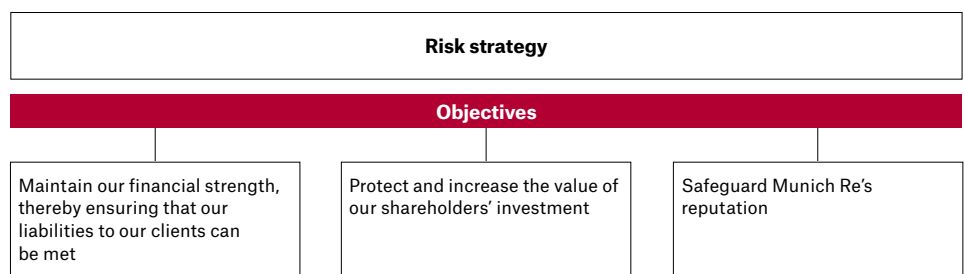 Risk strategy
Objectives
Maintain our financial strength,
thereby ensuring that our
liabilities to our clients can
be met
Protect and increase the value of
our shareholders’ investment
Safeguard Munich Re’s
reputation